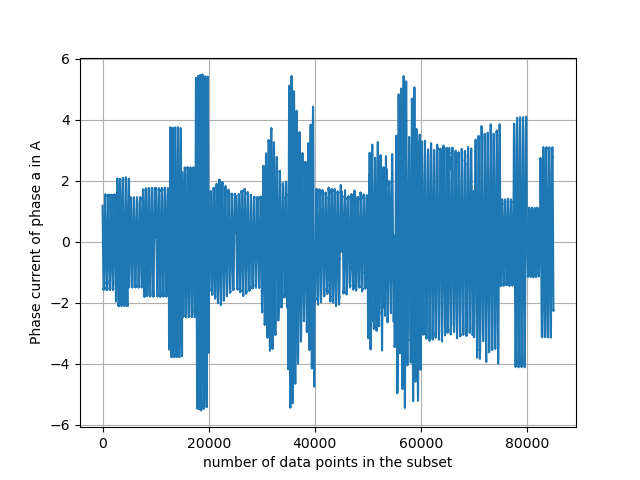 6
4
2
0
−2
−4
−6
Phase current of phase a in A
0 20000 40000 60000 80000
number of data points in the subset